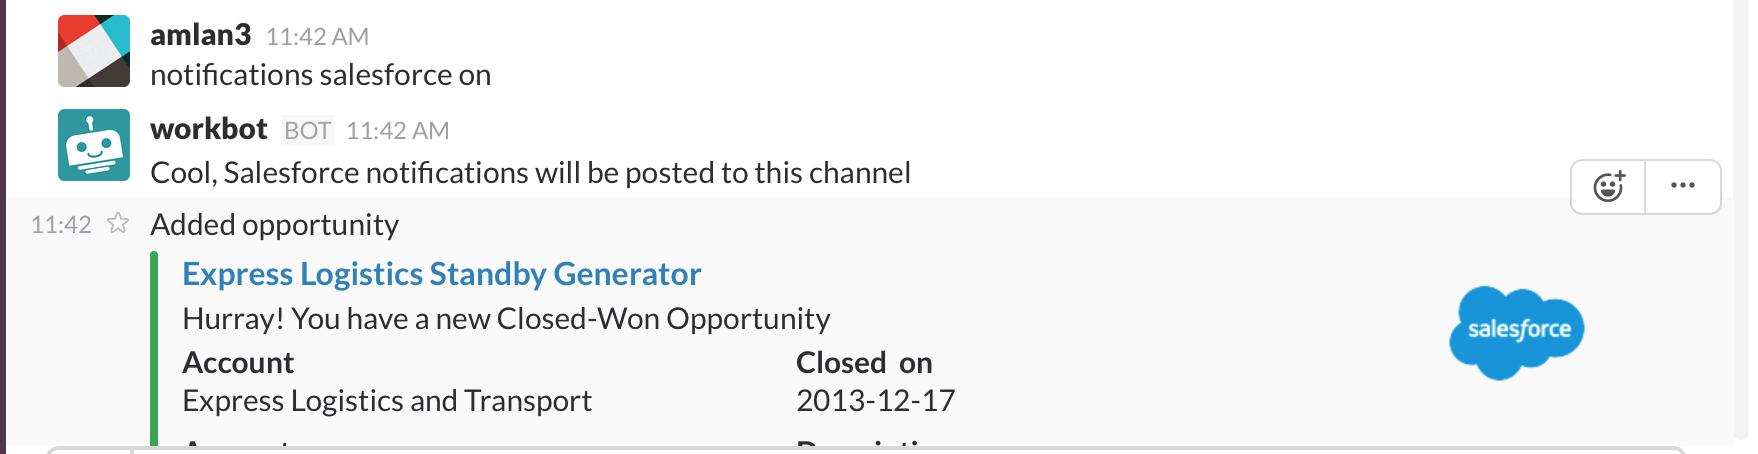 amlan3 11:42 AM
notifications salesforce on
workbot BOT 11:42 AM
Cool, Salesforce notifications will be posted to this channel
11:42 Added opportunity
Express Logistics Standby Generator
Hurray! You have a new Closed-Won Opportunity
salesforce
Account Closed on
Express Logistics and Transport 2013-12-17